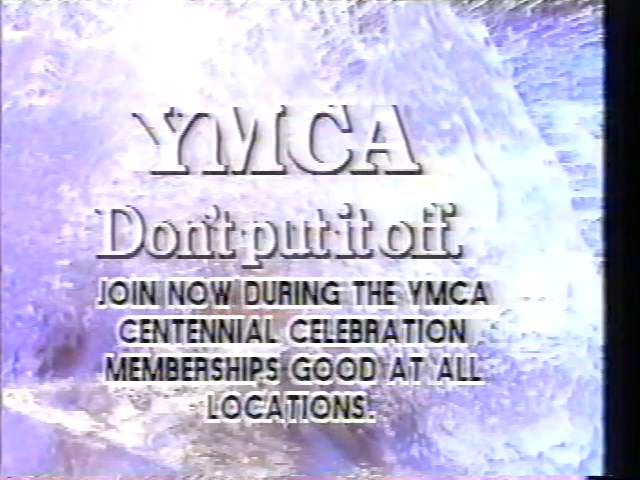 YMCA
Don't put it off.
JOIN NOW DURING THE YMCA
CENTENNIAL CELEBRATION
MEMBERSHIPS GOOD AT ALL
LOCATIONS.